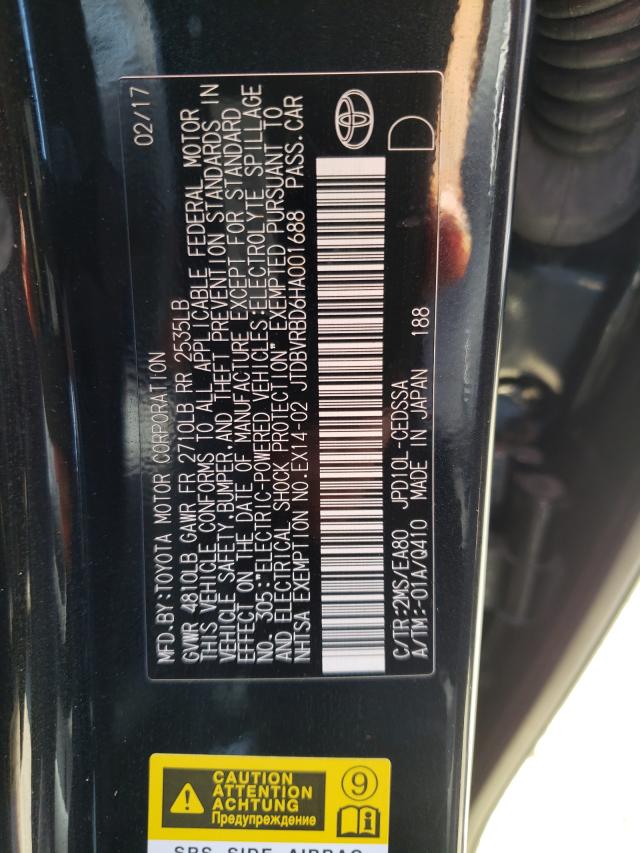 MFD.BY:TOYOTA MOTOR CORPORATION 02/17
GVWR 4810LB GAWR FR 2710LB RR 2535LB
THIS VEHICLE CONFORMS TO ALL APPLICABLE FEDERAL MOTOR
VEHICLE SAFETY,BUMPER,AND THEFT PREVENTION STANDARDS IN
EFFECT ON THE DATE OF MANUFACTURE EXCEPT FOR STANDARD
NO. 305:"ELECTRIC-POWERED VEHICLES:ELECTROLYTE SPILLAGE
AND ELECTRICAL SHOCK PROTECTION" EXEMPTED PURSUANT TO
NHTSA EXEMPTION NO:EX14-02 JTDBVRBD6HA001688 PASS.CAR
C/TR:2MS/EA80 JPD10L-CEDSSA
A/TM:-01A/Q410 MADE IN JAPAN 188
TOYOTA
D
CAUTION
ATTENTION
ACHTUNG
Предупреждение
9
SRS SIDE AIRBAG